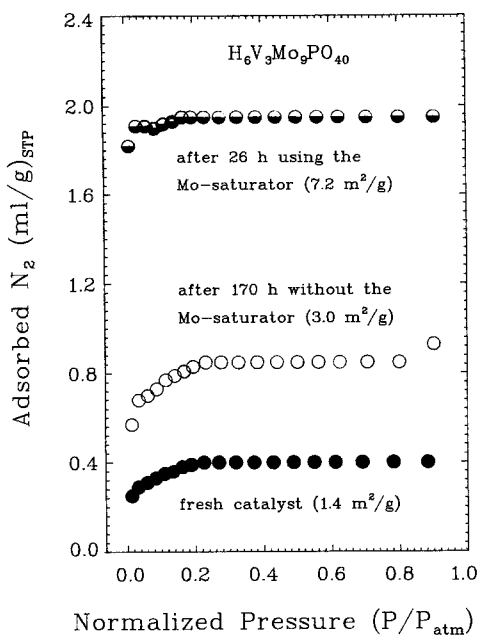 H₆V₃Mo₉PO₄₀
2.4
2.0
1.6
1.2
0.8
0.4
0.0
Adsorbed N₂ (ml/g)STP
after 26 h using the
Mo-saturator (7.2 m²/g)
after 170 h without the
Mo-saturator (3.0 m²/g)
fresh catalyst (1.4 m²/g)
0.0 0.2 0.4 0.6 0.8 1.0
Normalized Pressure (P/Patm)